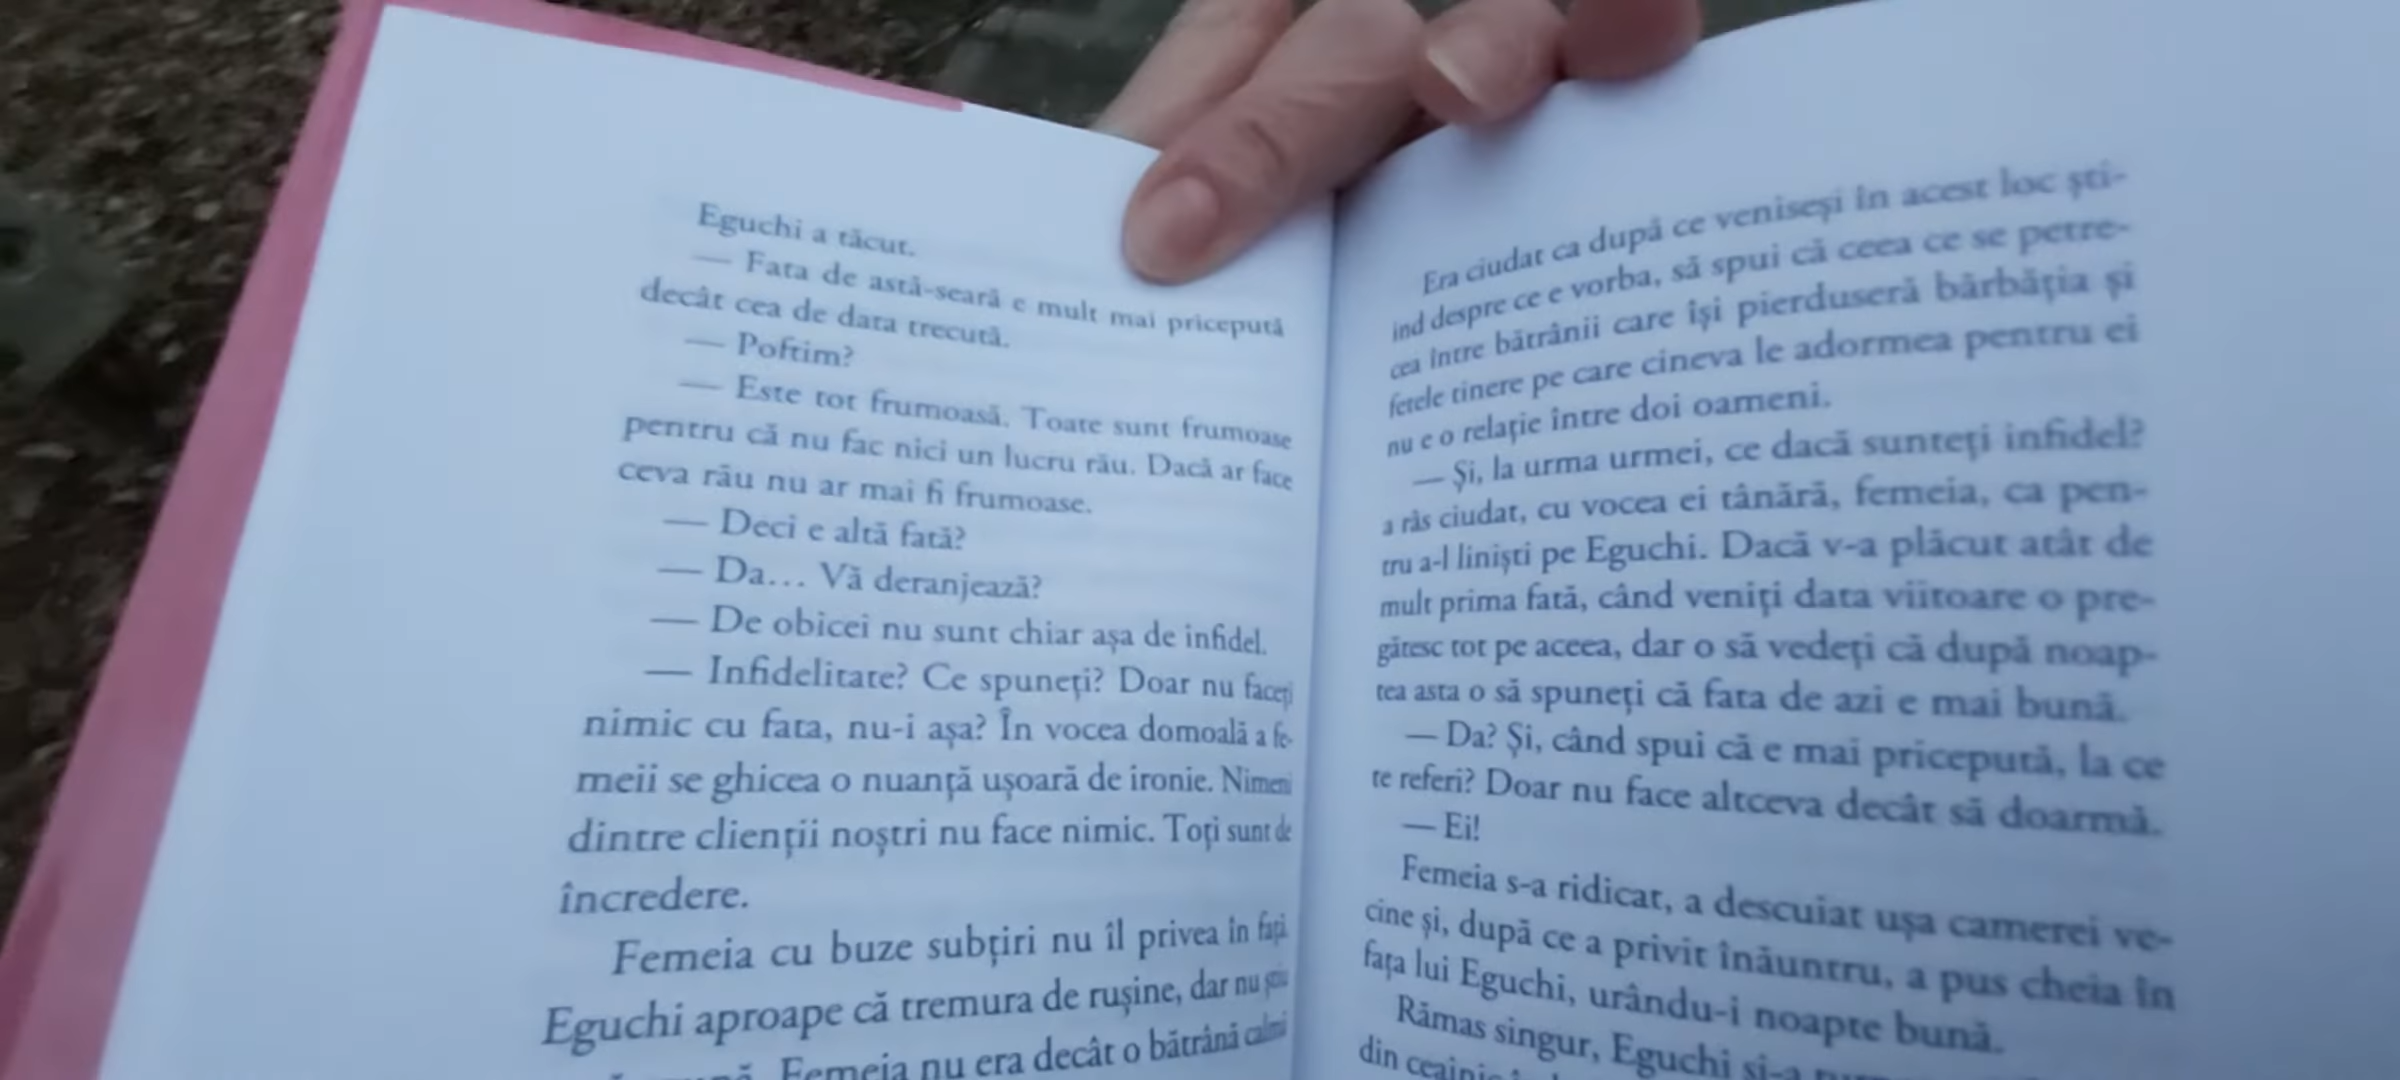 Eguchi a tăcut.
— Fata de astă-seară e mult mai pricepută
decât cea de data trecută.
— Poftim?
— Este tot frumoasă. Toate sunt frumoase
pentru că nu fac nici un lucru rău. Dacă ar face
ceva rău nu ar mai fi frumoase.
— Deci e altă fată?
— Da... Vă deranjează?
— De obicei nu sunt chiar așa de infidel.
— Infidelitate? Ce spuneți? Doar nu faceți
nimic cu fata, nu-i așa? În vocea domoală a fe-
meii se ghicea o nuanță ușoară de ironie. Nimeni
dintre clienții noștri nu face nimic. Toți sunt de
încredere.
Femeia cu buze subțiri nu îl privea în față.
Eguchi aproape că tremura de rușine, dar nu știa
Femeia nu era decât o bătrână calmă
Era ciudat ca după ce veniseși în acest loc ști-
ind despre ce e vorba, să spui că ceea ce se petre-
cea între bătrânii care își pierduseră bărbăția și
fetele tinere pe care cineva le adormea pentru ei
nu e o relație între doi oameni.
— Și, la urma urmei, ce dacă sunteți infidel?
a râs ciudat, cu vocea ei tânără, femeia, ca pen-
tru a-l liniști pe Eguchi. Dacă v-a plăcut atât de
mult prima fată, când veniți data viitoare o pre-
gătesc tot pe aceea, dar o să vedeți că după noap-
tea asta o să spuneți că fata de azi e mai bună.
— Da? Și, când spui că e mai pricepută, la ce
te referi? Doar nu face altceva decât să doarmă.
— Ei!
Femeia s-a ridicat, a descuiat ușa camerei ve-
cine și, după ce a privit înăuntru, a pus cheia în
fața lui Eguchi, urându-i noapte bună.
Rămas singur, Eguchi și-a
din